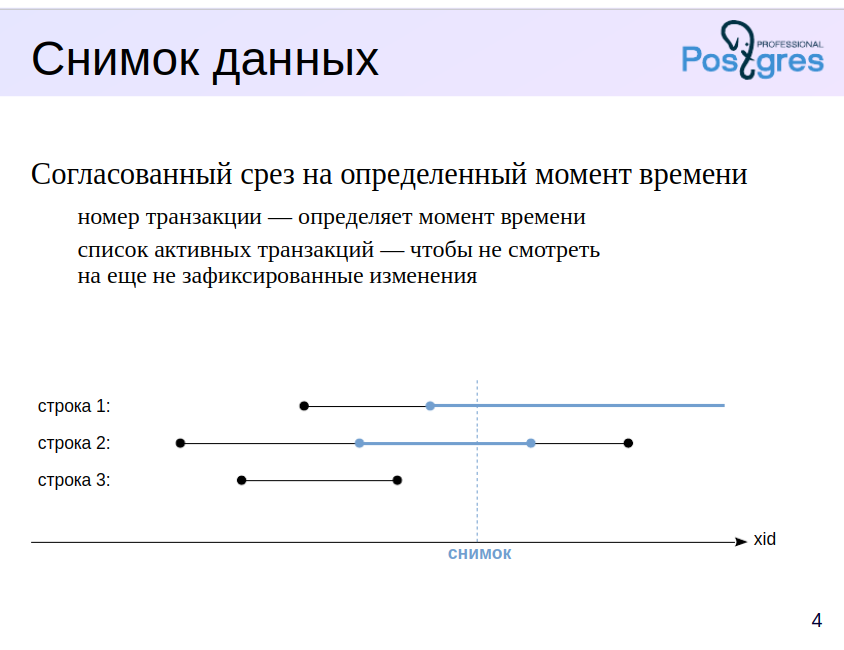 Снимок данных
PROFESSIONAL
Postgres
Согласованный срез на определенный момент времени
номер транзакции — определяет момент времени
список активных транзакций — чтобы не смотреть
на еще не зафиксированные изменения
строка 1:
строка 2:
строка 3:
xid
снимок
4